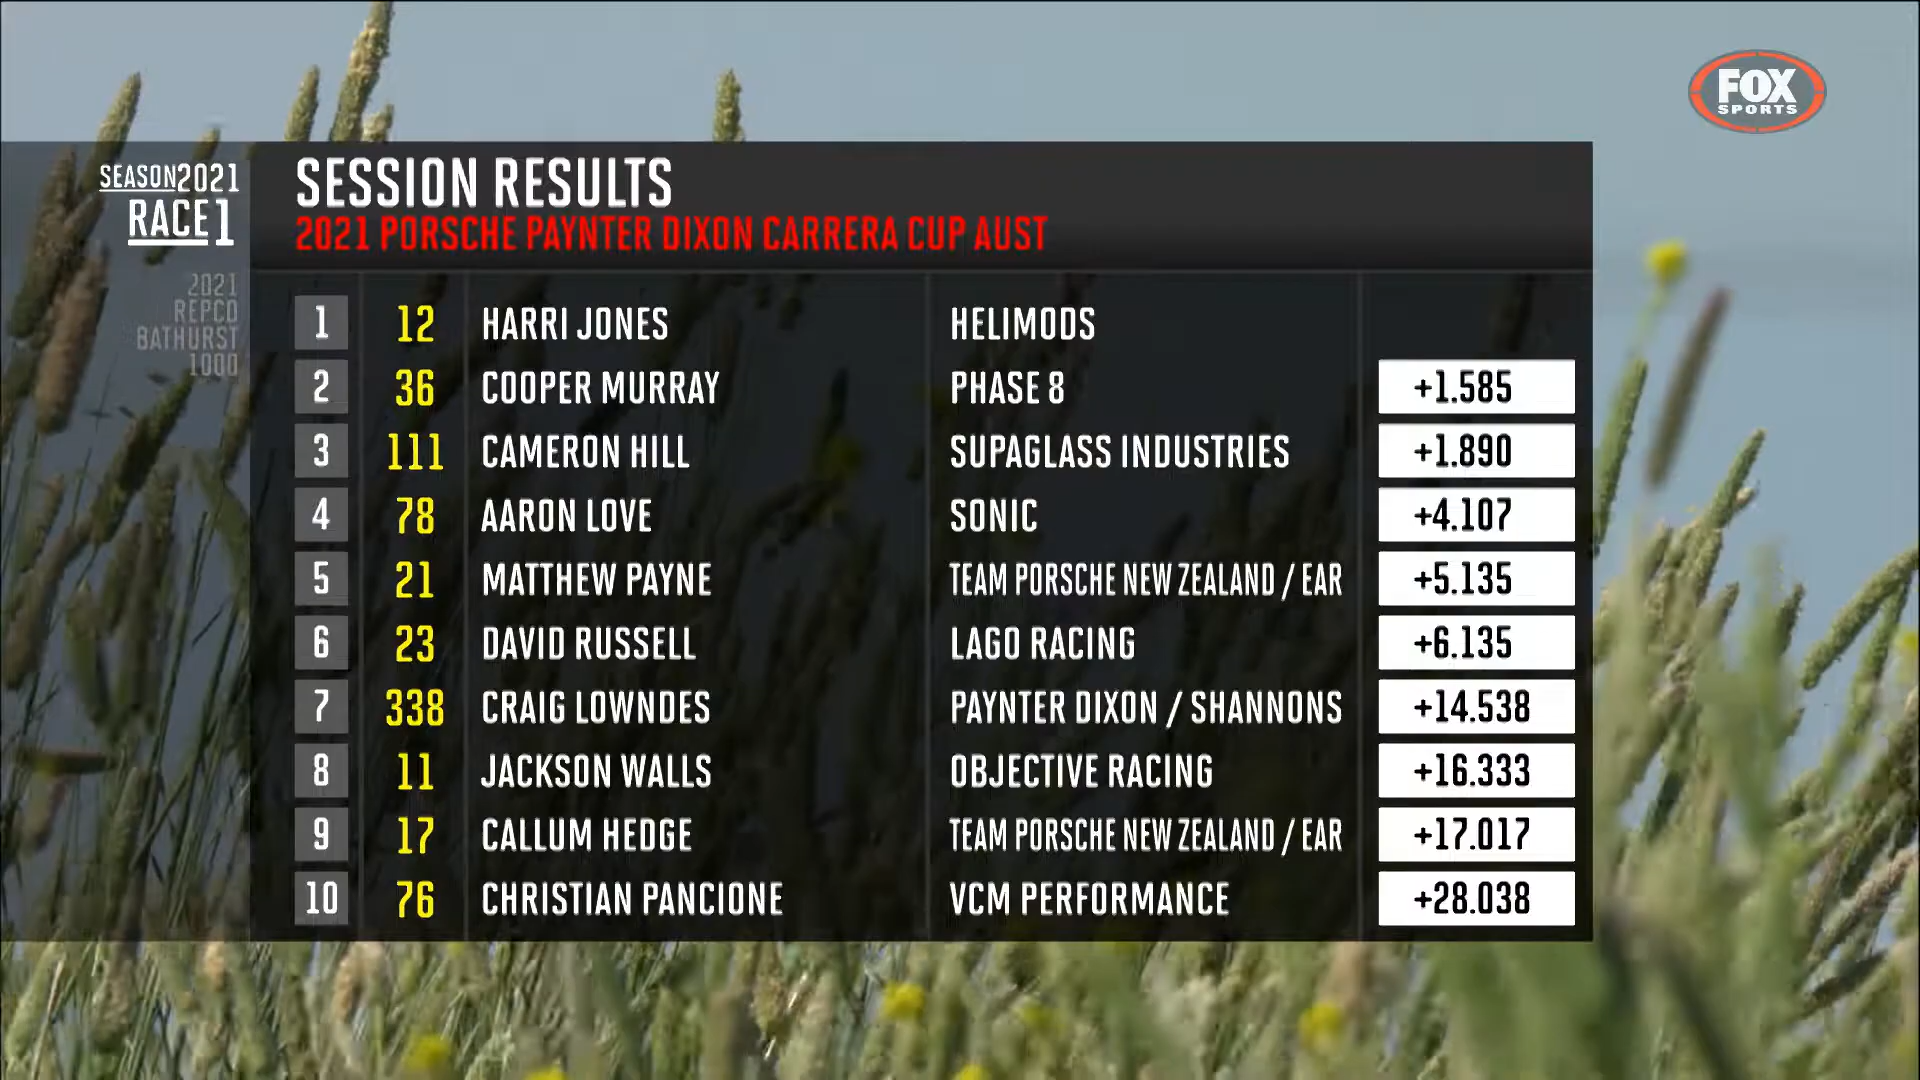 FOX
SPORTS
SEASON2021
RACE1
2021
REPCO
BATHURST
1000
SESSION RESULTS
2021 PORSCHE PAYNTER DIXON CARRERA CUP AUST
1 12 HARRI JONES HELIMODS
2 36 COOPER MURRAY PHASE 8 +1.585
3 111 CAMERON HILL SUPAGLASS INDUSTRIES +1.890
4 78 AARON LOVE SONIC +4.107
5 21 MATTHEW PAYNE TEAM PORSCHE NEW ZEALAND / EAR +5.135
6 23 DAVID RUSSELL LAGO RACING +6.135
7 338 CRAIG LOWNDES PAYNTER DIXON / SHANNONS +14.538
8 11 JACKSON WALLS OBJECTIVE RACING +16.333
9 17 CALLUM HEDGE TEAM PORSCHE NEW ZEALAND / EAR +17.017
10 76 CHRISTIAN PANCIONE VCM PERFORMANCE +28.038